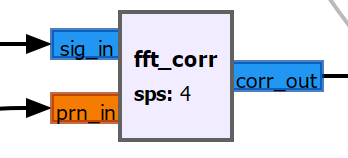 sig_in
fft_corr
sps: 4
corr_out
prn_in